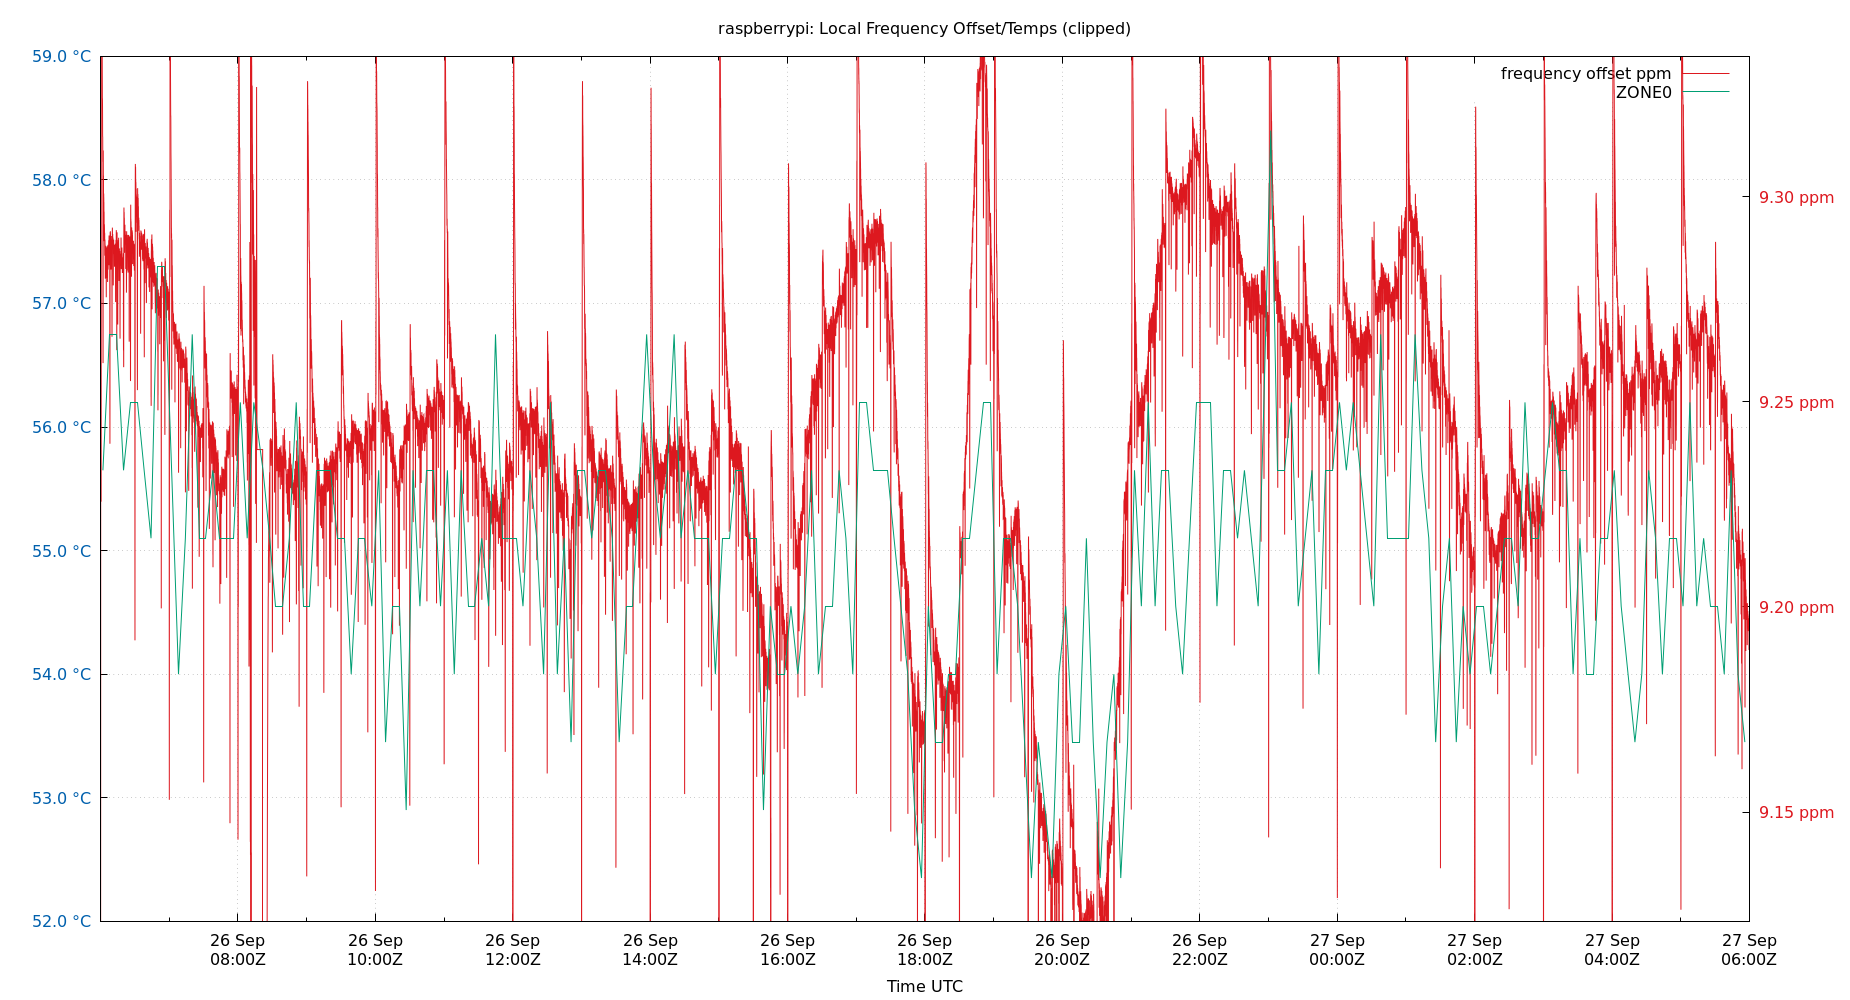 raspberrypi: Local Frequency Offset/Temps (clipped)
frequency offset ppm
ZONE0
59.0 °C
58.0 °C
57.0 °C
56.0 °C
55.0 °C
54.0 °C
53.0 °C
52.0 °C
9.30 ppm
9.25 ppm
9.20 ppm
9.15 ppm
26 Sep 26 Sep 26 Sep 26 Sep 26 Sep 26 Sep 26 Sep 26 Sep 27 Sep 27 Sep 27 Sep 27 Sep
08:00Z 10:00Z 12:00Z 14:00Z 16:00Z 18:00Z 20:00Z 22:00Z 00:00Z 02:00Z 04:00Z 06:00Z
Time UTC